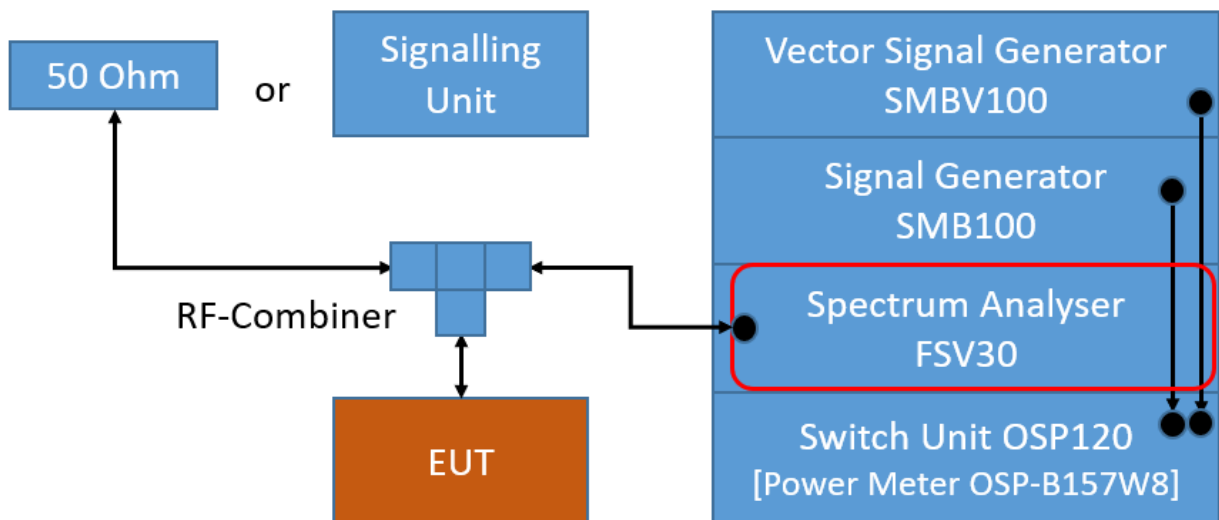 50 Ohm
or
Signalling
Unit
Vector Signal Generator
SMBV100
Signal Generator
SMB100
RF-Combiner
Spectrum Analyser
FSV30
EUT
Switch Unit OSP120
[Power Meter OSP-B157W8]